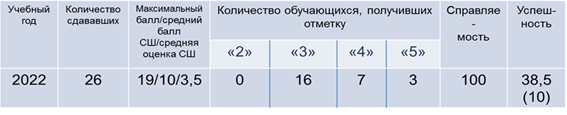 Учебный год
Количество сдававших
Максимальный балл/средний балл СШ/средняя оценка СШ
Количество обучающихся, получивших отметку
«2» «3» «4» «5»
Справляе-мость
Успеш-ность
2022 26 19/10/3,5 0 16 7 3 100 38,5 (10)